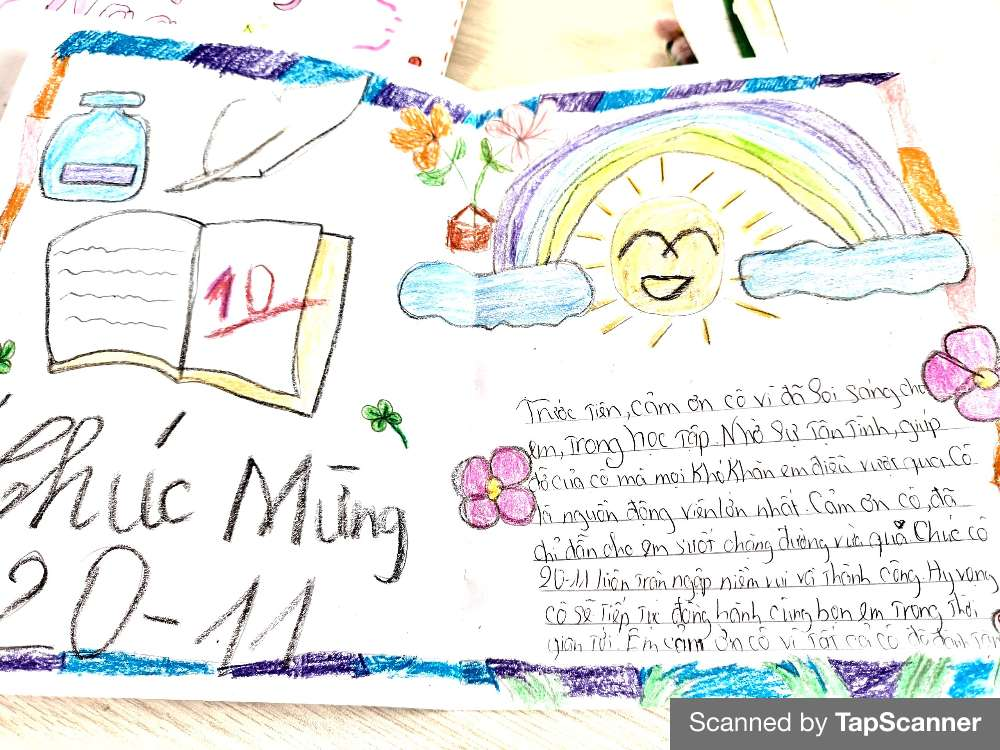 10
Chúc Mừng
20-11
Trước Tiên, cảm ơn cô vì đã Soi sáng cho
em, Trong học Tập. Nhờ Sự Tận Tình, giúp
đỡ của cô mà mọi Khó Khăn em điều vượt qua. Cô
là nguồn động viên lớn nhất. Cảm ơn cô, đã
chỉ dẫn cho em suốt chặng đường vừa qua. Chúc cô
20-11 luôn Tràn ngập niềm vui và Thành công. Hy vọng
cô sẽ Tiếp Tục đồng hành cùng bọn em Trong, Thời
gian Tới. Em cảm ơn cô vì Tất cả cô đã
Scanned by TapScanner